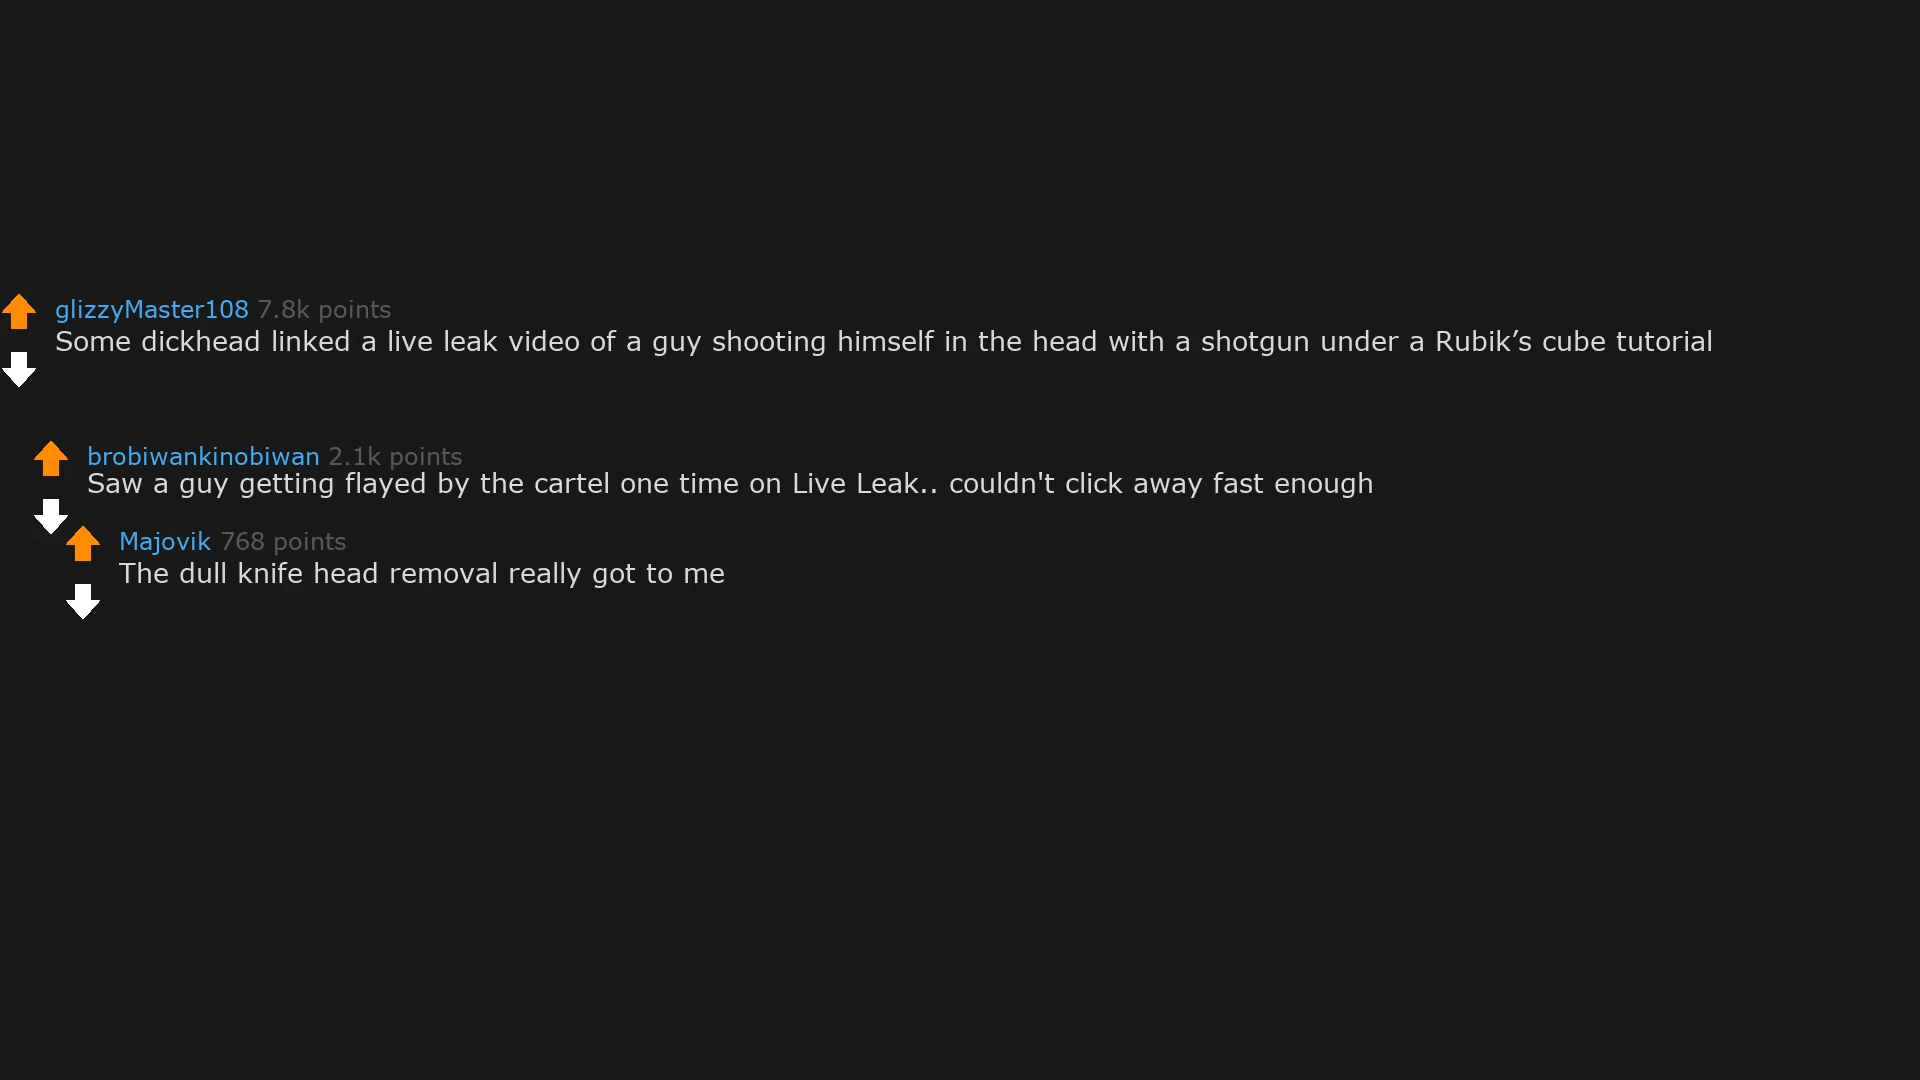 glizzyMaster108 7.8k points
Some dickhead linked a live leak video of a guy shooting himself in the head with a shotgun under a Rubik’s cube tutorial
brobiwankinobiwan 2.1k points
Saw a guy getting flayed by the cartel one time on Live Leak.. couldn't click away fast enough
Majovik 768 points
The dull knife head removal really got to me